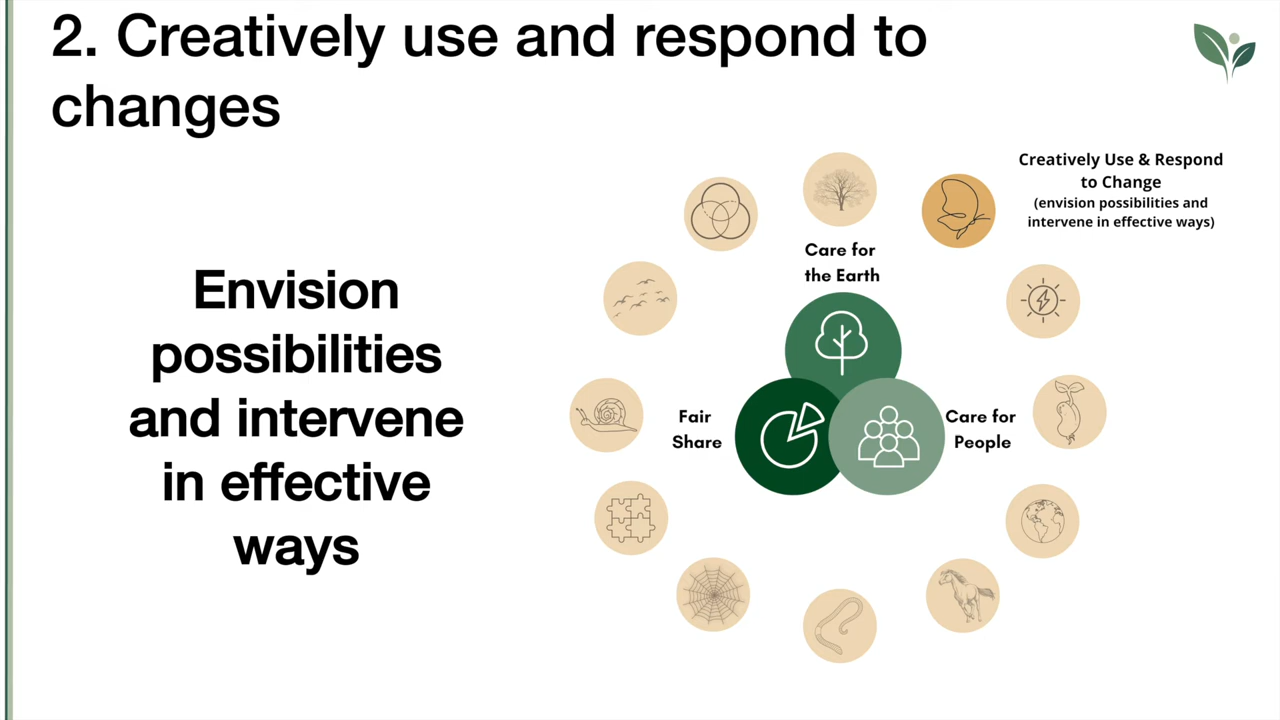 2. Creatively use and respond to
changes
Envision
possibilities
and intervene
in effective
ways
Creatively Use & Respond
to Change
(envision possibilities and
intervene in effective ways)
Care for
the Earth
Fair
Share
Care for
People